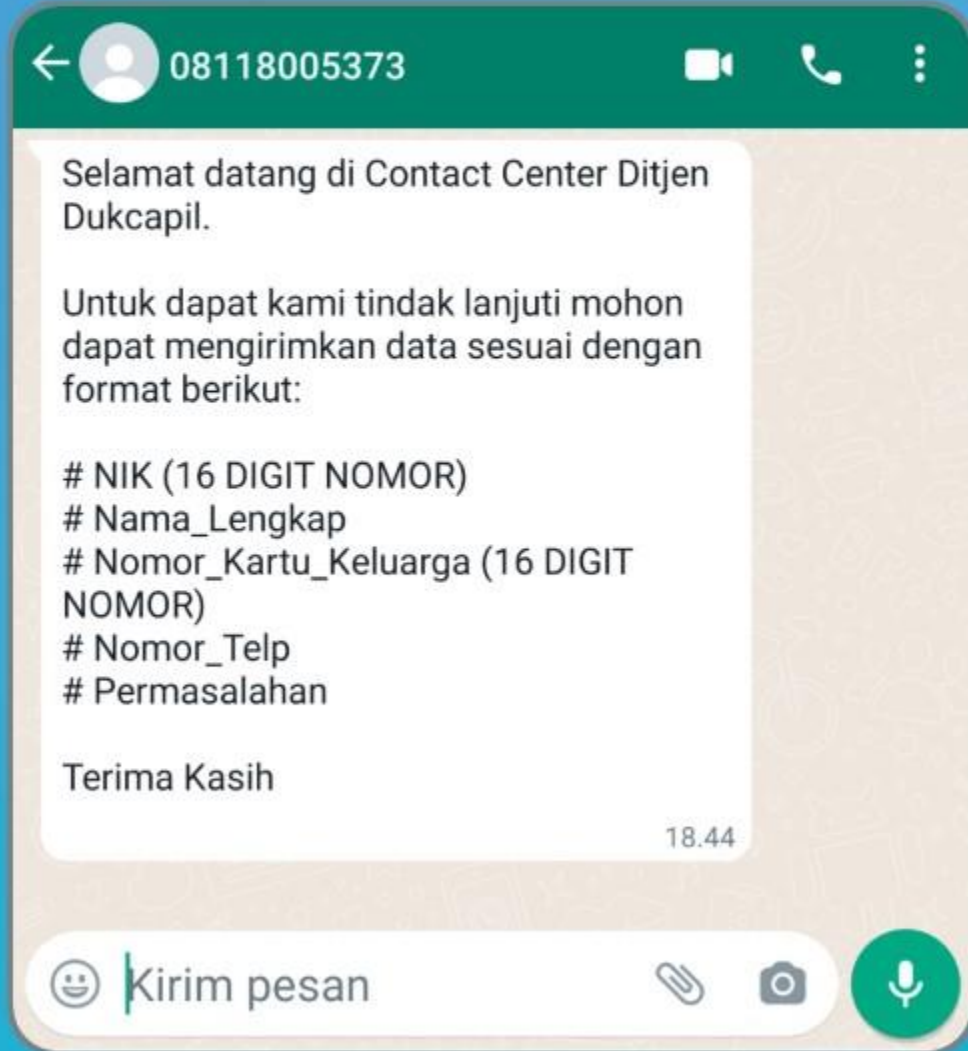 08118005373
Selamat datang di Contact Center Ditjen
Dukcapil.
Untuk dapat kami tindak lanjuti mohon
dapat mengirimkan data sesuai dengan
format berikut:
# NIK (16 DIGIT NOMOR)
# Nama_Lengkap
# Nomor_Kartu_Keluarga (16 DIGIT
NOMOR)
# Nomor_Telp
# Permasalahan
Terima Kasih
18.44
Kirim pesan